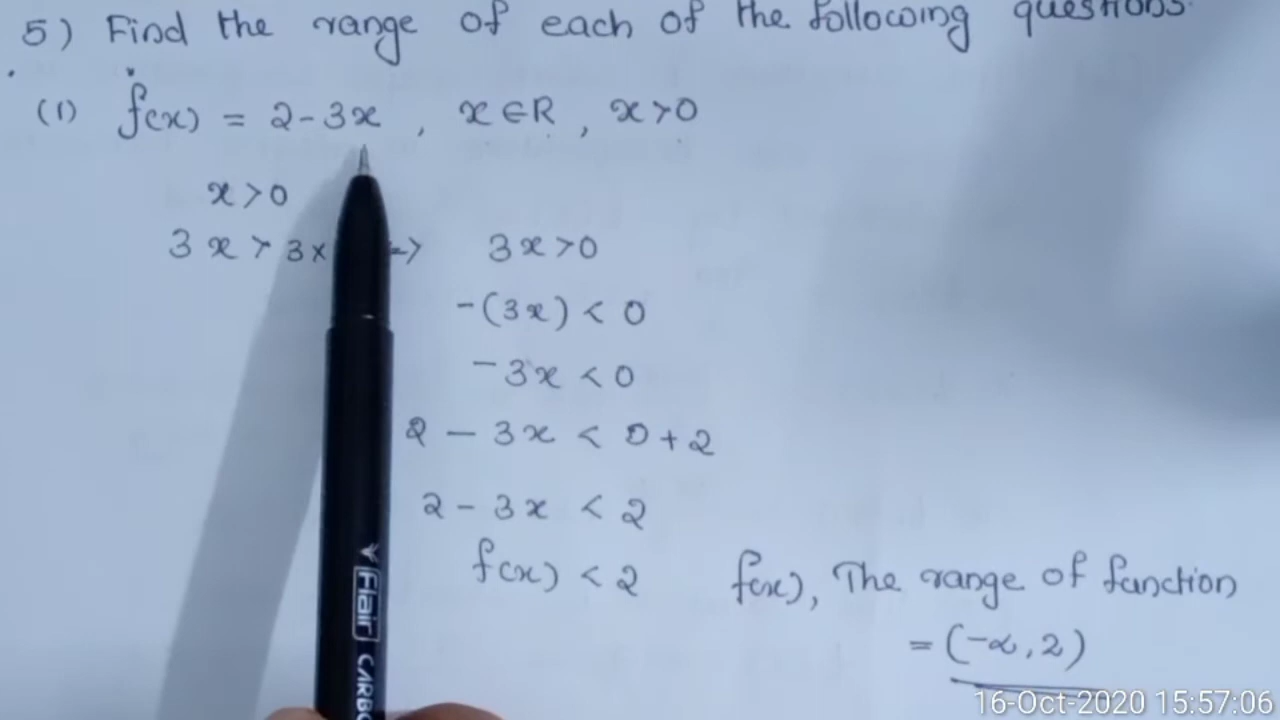 5) Find the range of each of the following questions.
(1) f(x) = 2-3x , x∈R , x>0
x>0
3x > 3x => 3x>0
-(3x) < 0
-3x < 0
2 - 3x < 0+2
2 - 3x < 2
f(x) < 2 f(x), The range of function
= (-∞, 2)
Flair CARBO
16-Oct-2020 15:57:06